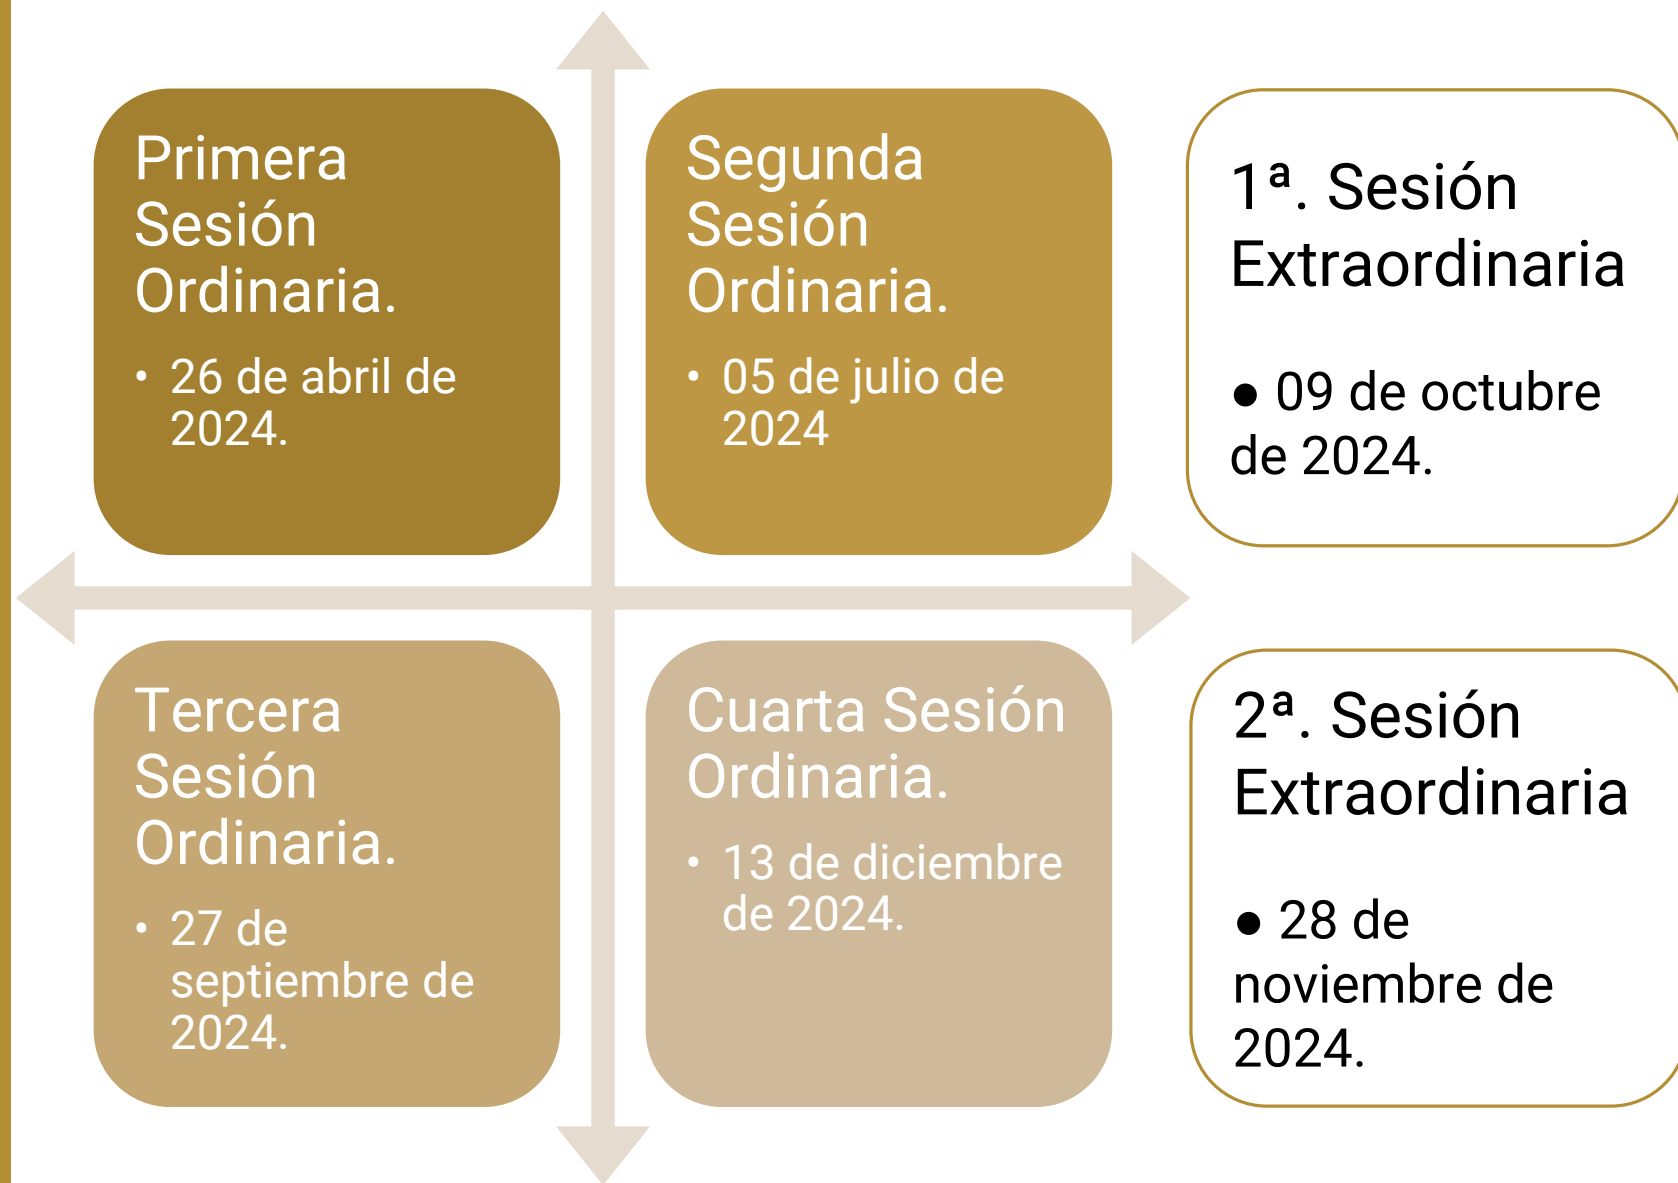 Primera
Sesión
Ordinaria.
• 26 de abril de
2024.
Segunda
Sesión
Ordinaria.
• 05 de julio de
2024
1ª. Sesión
Extraordinaria
● 09 de octubre
de 2024.
Tercera
Sesión
Ordinaria.
• 27 de
septiembre de
2024.
Cuarta Sesión
Ordinaria.
• 13 de diciembre
de 2024.
2ª. Sesión
Extraordinaria
● 28 de
noviembre de
2024.